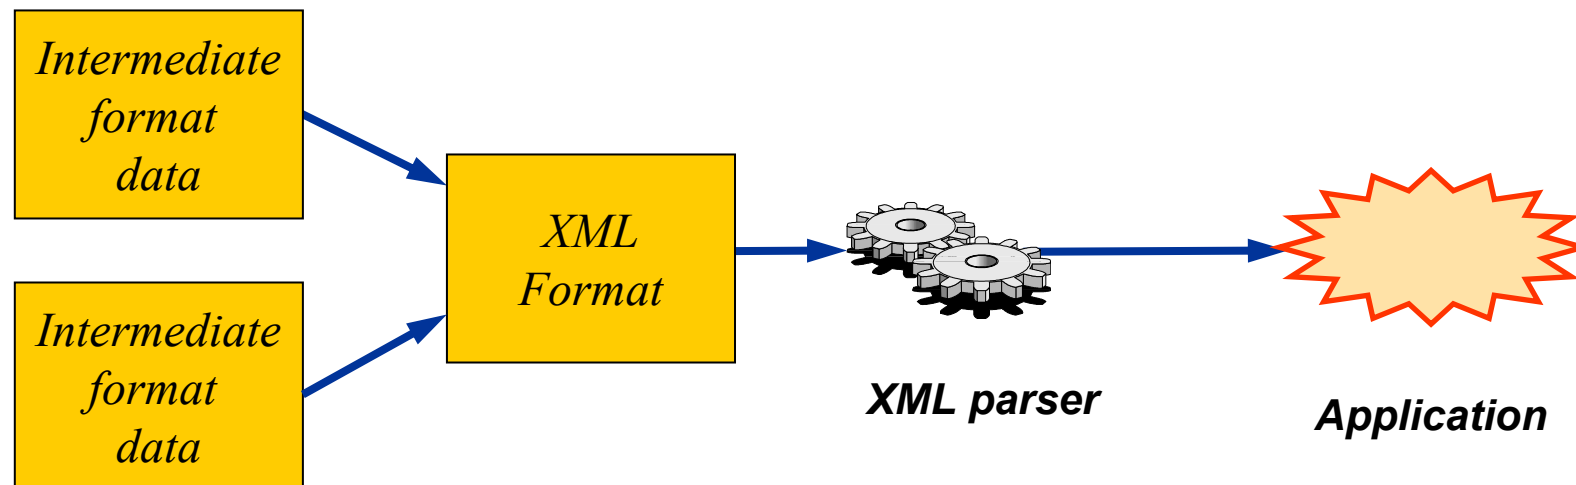 Intermediate
format
data
Intermediate
format
data
XML
Format
XML parser
Application